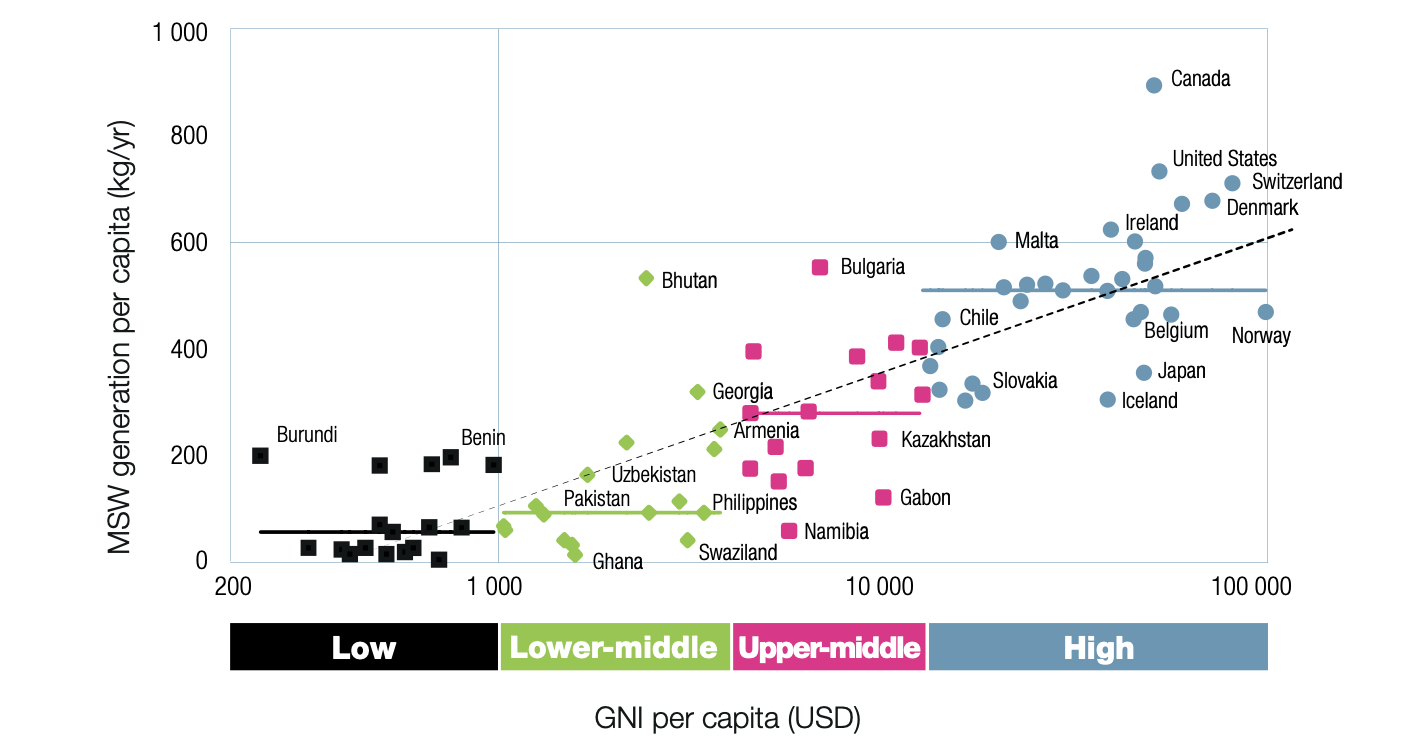 MSW generation per capita (kg/yr)
1 000
800
600
400
200
0
Canada
United States
Switzerland
Denmark
Ireland
Malta
Bulgaria
Bhutan
Chile
Belgium
Norway
Japan
Slovakia
Georgia
Iceland
Armenia
Burundi
Benin
Kazakhstan
Uzbekistan
Pakistan
Philippines
Gabon
Namibia
Swaziland
Ghana
200
1 000
10 000
100 000
Low
Lower-middle
Upper-middle
High
GNI per capita (USD)